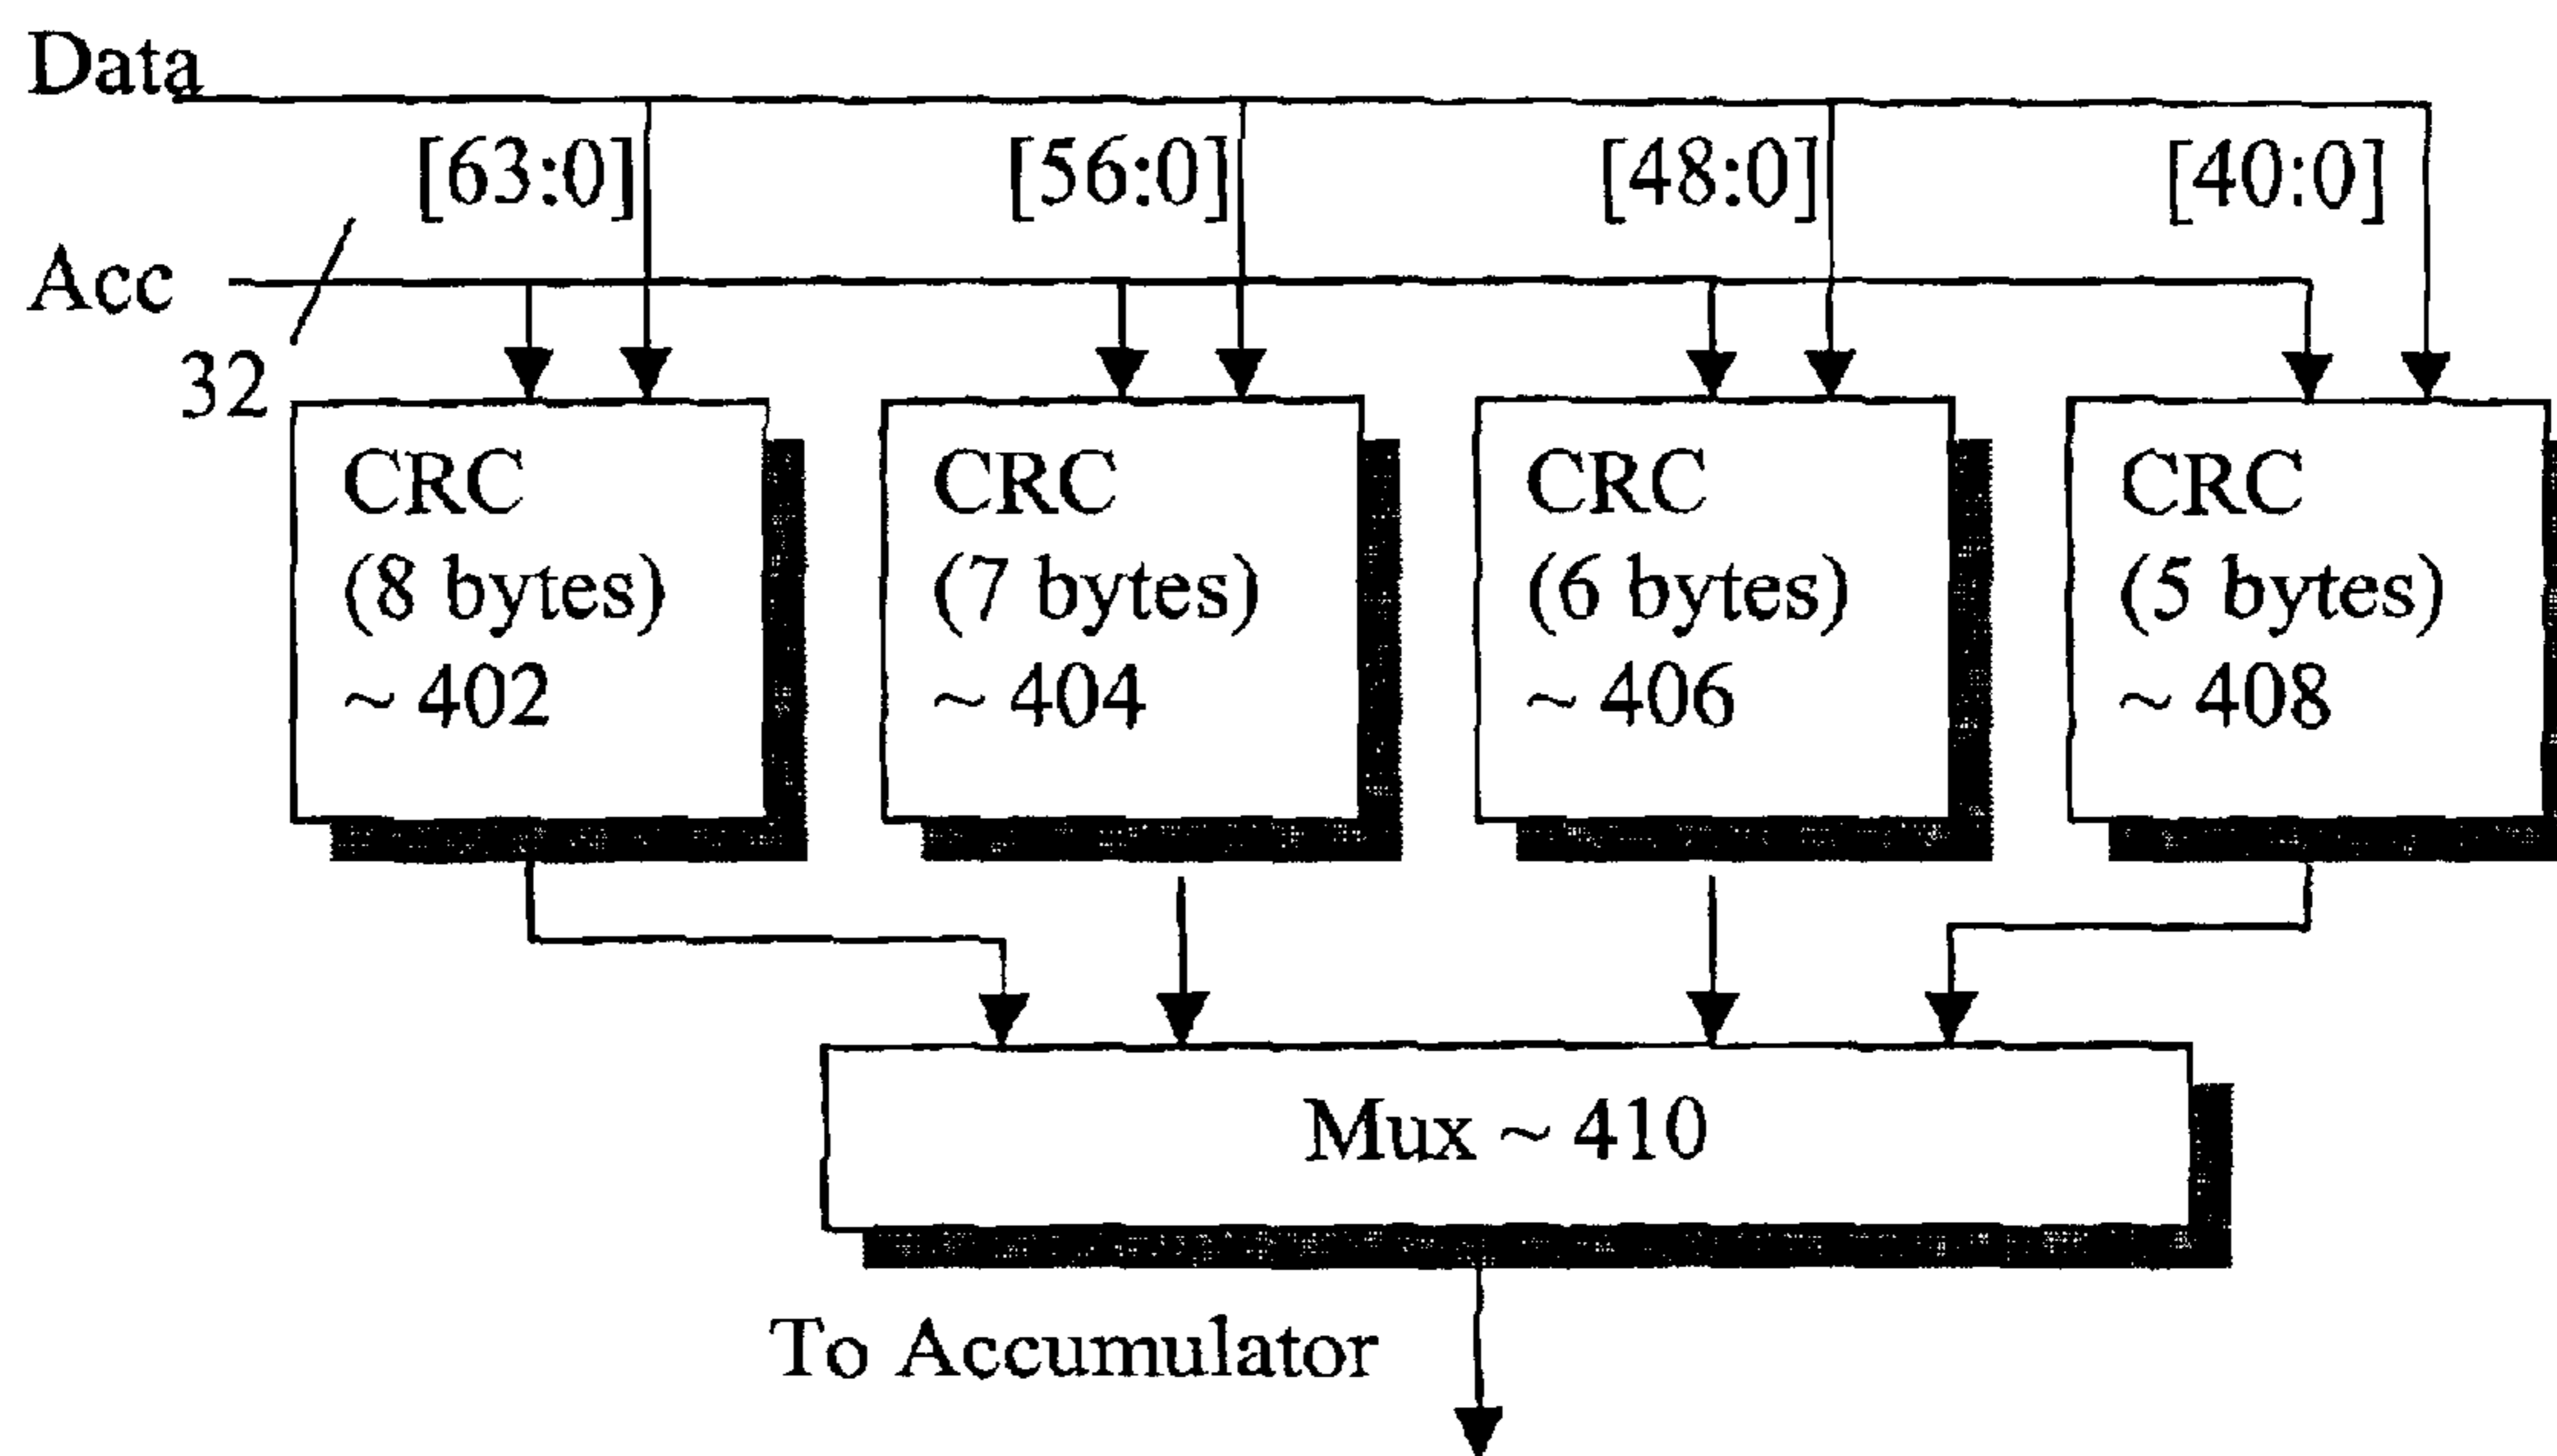 Data
[63:0]
[56:0]
[48:0]
[40:0]
Acc
32
CRC
(8 bytes)
~ 402
CRC
(7 bytes)
~ 404
CRC
(6 bytes)
~ 406
CRC
(5 bytes)
~ 408
Mux ~ 410
To Accumulator